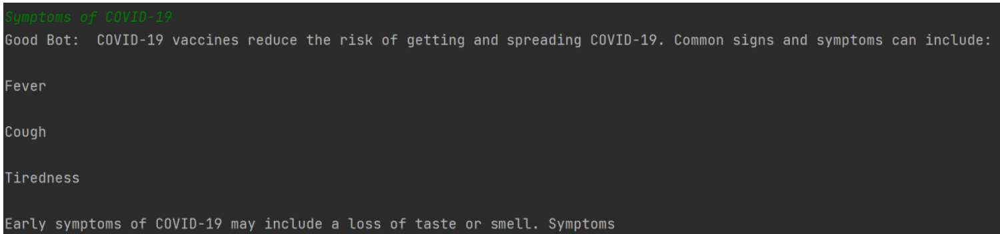 Symptoms of COVID-19
Good Bot:  COVID-19 vaccines reduce the risk of getting and spreading COVID-19. Common signs and symptoms can include:
Fever
Cough
Tiredness
Early symptoms of COVID-19 may include a loss of taste or smell. Symptoms